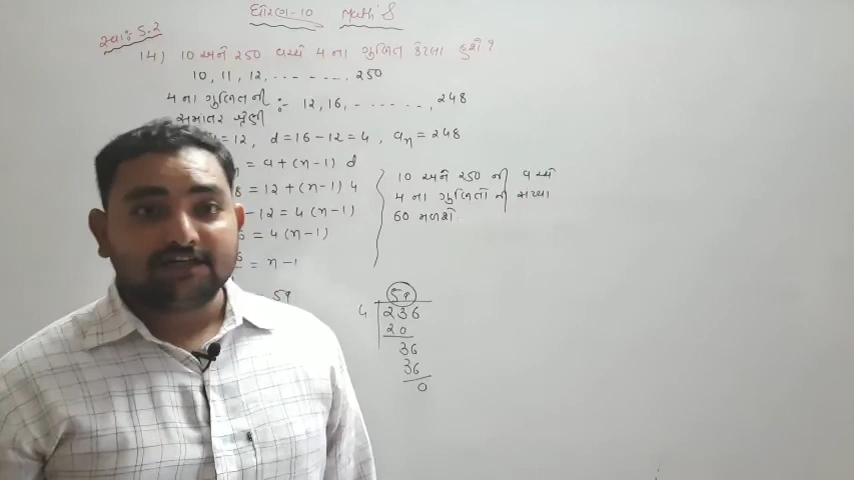 ધોરણ-10 Math's
સ્વા: 5.2
14) 10 અને 250 વચ્ચે 4 ના ગુણિત કેટલા હશે?
10, 11, 12, ......., 250
4 ના ગુણિત ની :- 12, 16, ......., 248
સમાંતર શ્રેણી
=12, d=16-12=4, an=248
= a+(n-1) d
8 = 12+(n-1) 4
-12 = 4(n-1)
6 = 4(n-1)
6 = n-1
59
10 અને 250 ની વચ્ચે
4 ના ગુણિતો ની સંખ્યા
60 મળશે.
59
4 236
20
36
36
0